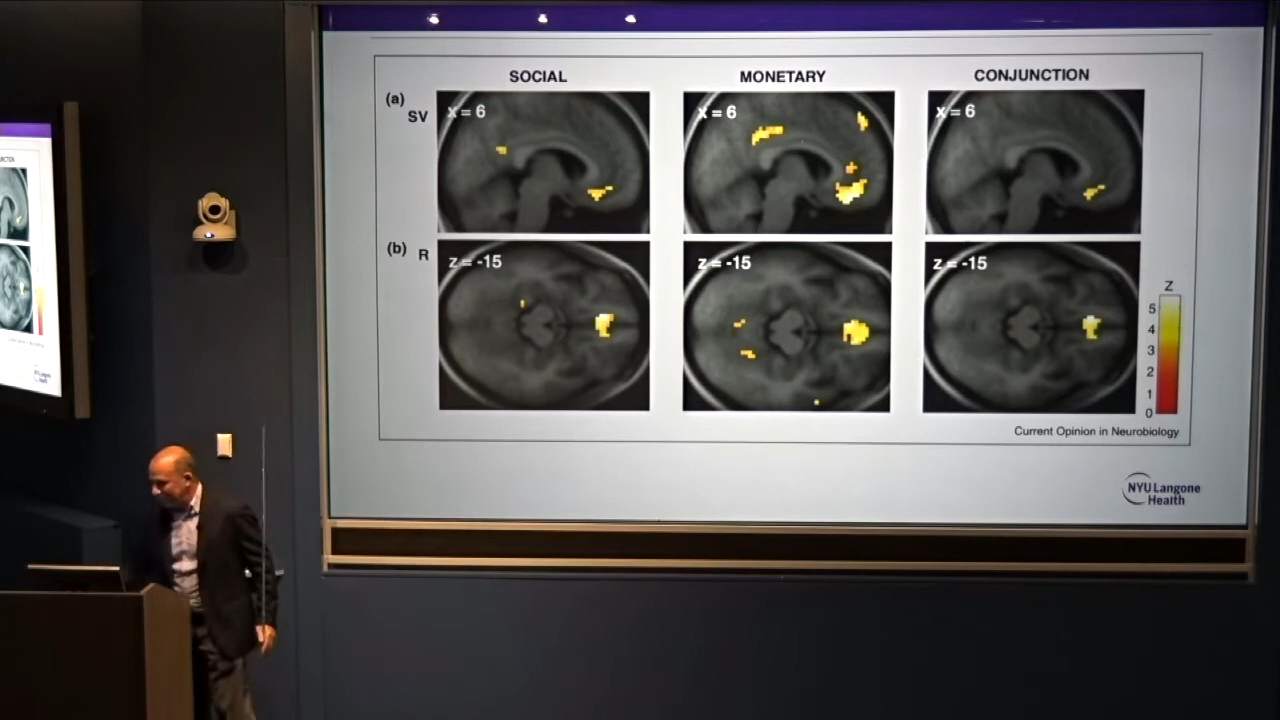 SOCIAL MONETARY CONJUNCTION
(a) SV x = 6 x = 6 x = 6
(b) R z = -15 z = -15 z = -15
Z
5
4
3
2
1
0
Current Opinion in Neurobiology
NYU Langone
Health